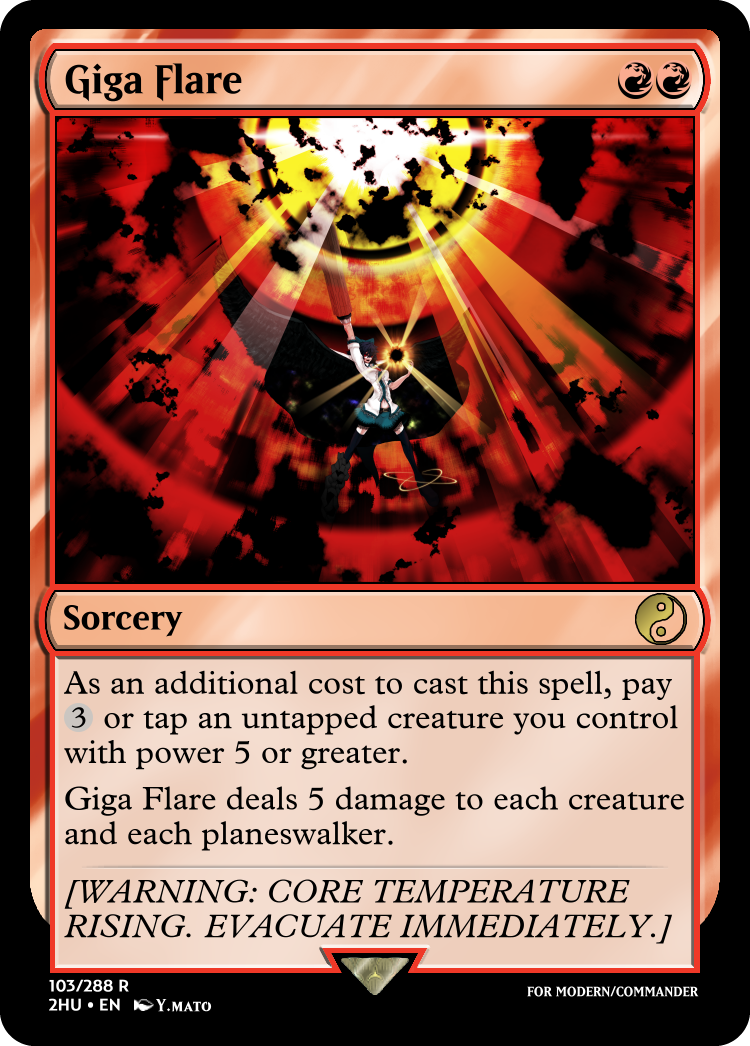 Giga Flare
Sorcery
As an additional cost to cast this spell, pay
3 or tap an untapped creature you control
with power 5 or greater.
Giga Flare deals 5 damage to each creature
and each planeswalker.
[WARNING: CORE TEMPERATURE
RISING. EVACUATE IMMEDIATELY.]
103/288 R
2HU • EN Y.MATO
FOR MODERN/COMMANDER